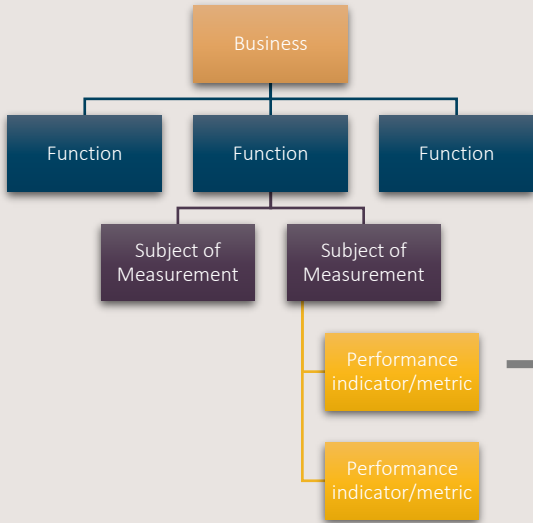 Business
Function
Function
Function
Subject of
Measurement
Subject of
Measurement
Performance
indicator/metric
Performance
indicator/metric